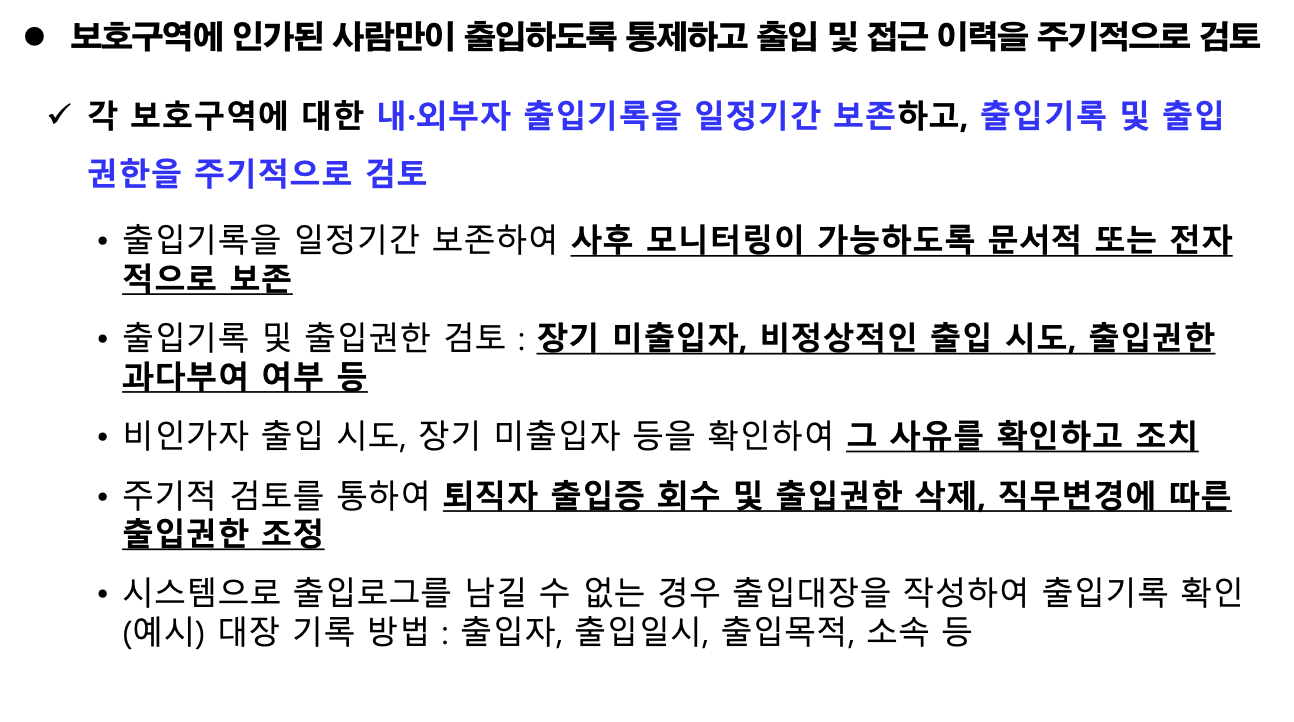 ● 보호구역에 인가된 사람만이 출입하도록 통제하고 출입 및 접근 이력을 주기적으로 검토
✓ 각 보호구역에 대한 내·외부자 출입기록을 일정기간 보존하고, 출입기록 및 출입
권한을 주기적으로 검토
• 출입기록을 일정기간 보존하여 사후 모니터링이 가능하도록 문서적 또는 전자
적으로 보존
• 출입기록 및 출입권한 검토 : 장기 미출입자, 비정상적인 출입 시도, 출입권한
과다부여 여부 등
• 비인가자 출입 시도, 장기 미출입자 등을 확인하여 그 사유를 확인하고 조치
• 주기적 검토를 통하여 퇴직자 출입증 회수 및 출입권한 삭제, 직무변경에 따른
출입권한 조정
• 시스템으로 출입로그를 남길 수 없는 경우 출입대장을 작성하여 출입기록 확인
(예시) 대장 기록 방법 : 출입자, 출입일시, 출입목적, 소속 등